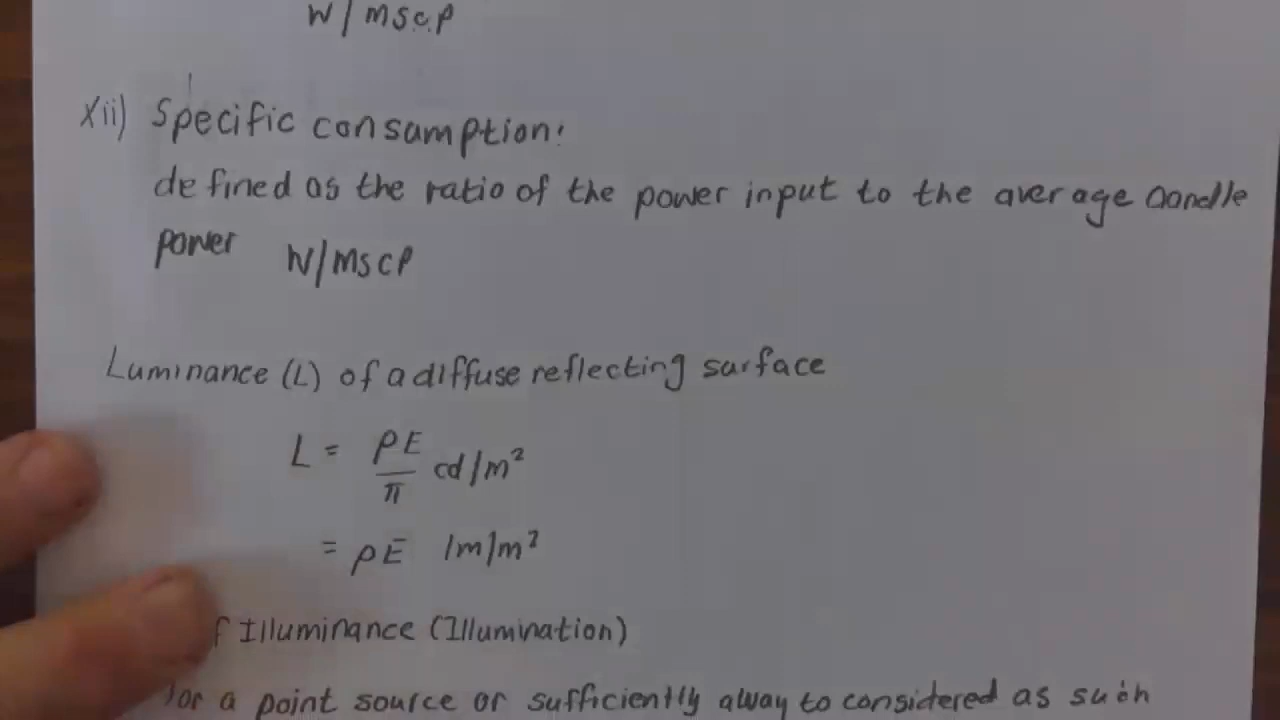 W/mscp
xii) Specific consamption:
defined as the ratio of the power input to the average candle
power W/MSCP
Luminance (L) of a diffuse reflecting surface
L = ρE/π cd/m²
= ρE lm/m²
f Illuminance (Illumination)
for a point source or sufficiently away to considered as such